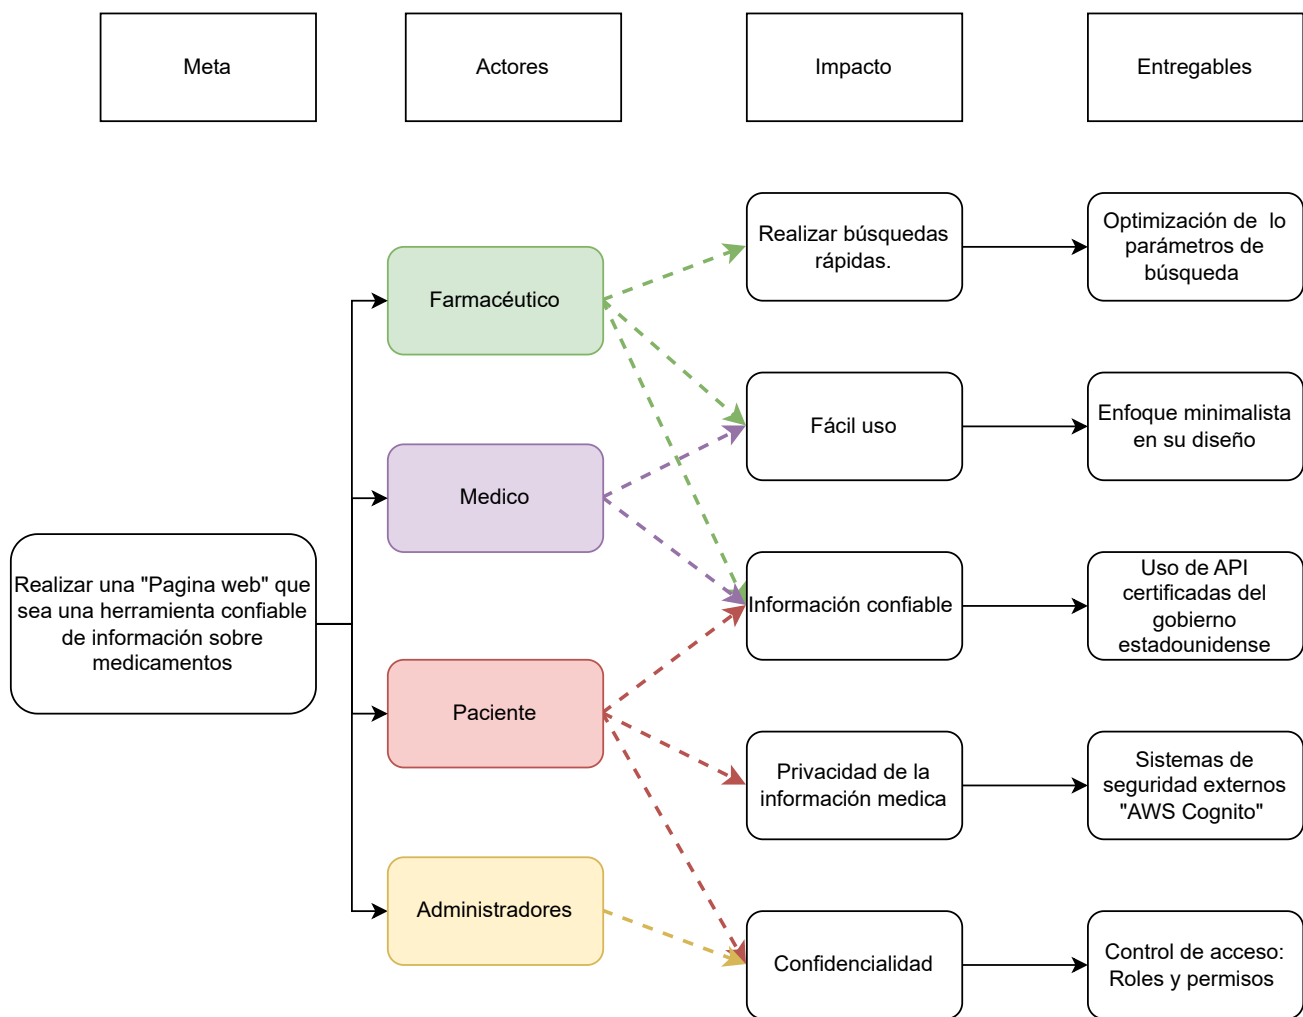 Meta
Actores
Impacto
Entregables
Realizar una "Pagina web" que
sea una herramienta confiable
de información sobre
medicamentos
Farmacéutico
Medico
Paciente
Administradores
Realizar búsquedas
rápidas.
Fácil uso
Información confiable
Privacidad de la
información medica
Confidencialidad
Optimización de  lo
parámetros de
búsqueda
Enfoque minimalista
en su diseño
Uso de API
certificadas del
gobierno
estadounidense
Sistemas de
seguridad externos
"AWS Cognito"
Control de acceso:
Roles y permisos